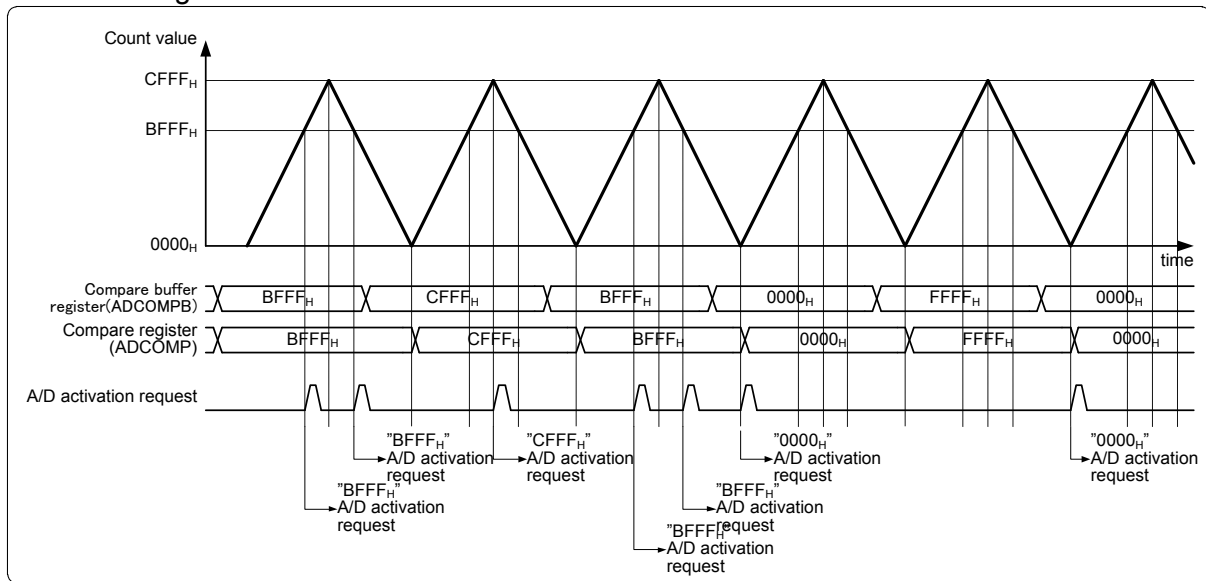 Count value
CFFFH
BFFFH
0000H
time
Compare buffer
register(ADCOMPB)
BFFFH CFFFH BFFFH 0000H FFFFH 0000H
Compare register
(ADCOMP)
BFFFH CFFFH BFFFH 0000H FFFFH 0000H
A/D activation request
"BFFFH"
A/D activation
request
"CFFFH"
A/D activation
request
"0000H"
A/D activation
request
"0000H"
A/D activation
request
"BFFFH"
A/D activation
request
"BFFFH"
A/D activation
request
"BFFFH"
A/D activation
request